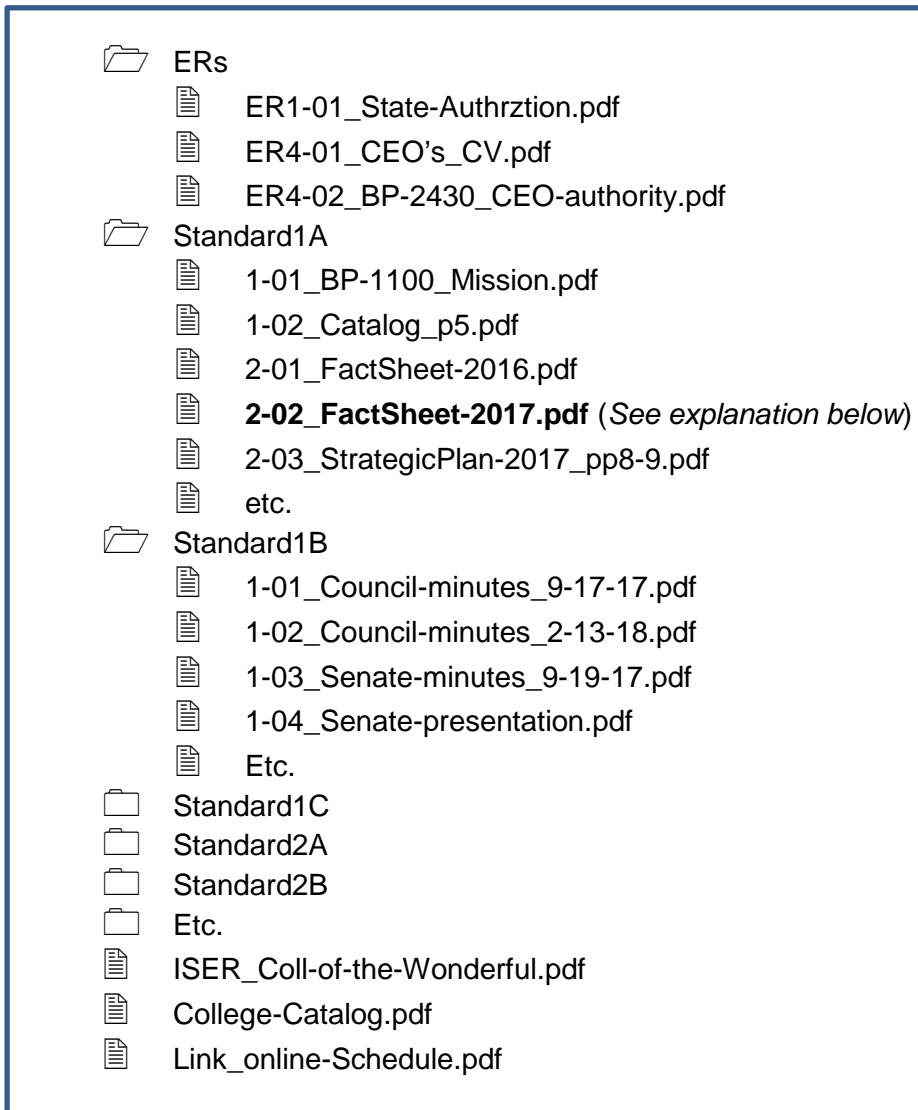 ERs
ER1-01_State-Authrztion.pdf
ER4-01_CEO’s_CV.pdf
ER4-02_BP-2430_CEO-authority.pdf
Standard1A
1-01_BP-1100_Mission.pdf
1-02_Catalog_p5.pdf
2-01_FactSheet-2016.pdf
2-02_FactSheet-2017.pdf (See explanation below)
2-03_StrategicPlan-2017_pp8-9.pdf
etc.
Standard1B
1-01_Council-minutes_9-17-17.pdf
1-02_Council-minutes_2-13-18.pdf
1-03_Senate-minutes_9-19-17.pdf
1-04_Senate-presentation.pdf
Etc.
Standard1C
Standard2A
Standard2B
Etc.
ISER_Coll-of-the-Wonderful.pdf
College-Catalog.pdf
Link_online-Schedule.pdf